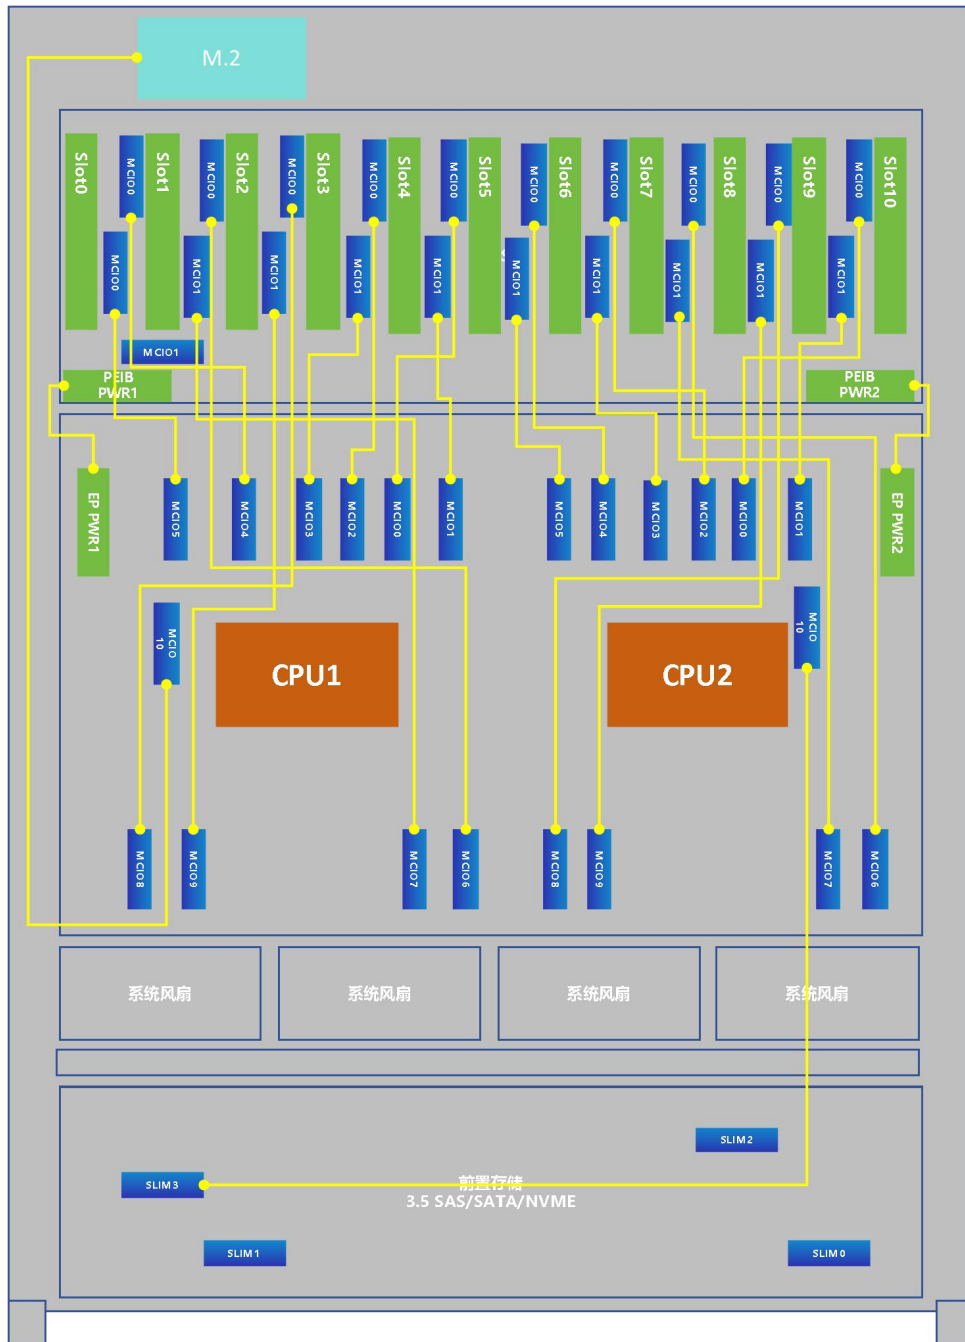 M.2
Slot0
MCIO0
Slot1
MCIO0
Slot2
MCIO0
Slot3
MCIO0
Slot4
MCIO0
Slot5
MCIO0
Slot6
MCIO0
Slot7
MCIO0
Slot8
MCIO0
Slot9
MCIO0
Slot10
MCIO0
MCIO1
MCIO1
MCIO1
MCIO1
MCIO1
MCIO1
MCIO1
MCIO1
MCIO1
MCIO1
PEIB
PWR1
PEIB
PWR2
EP PWR1
MCIO5
MCIO4
MCIO3
MCIO2
MCIO0
MCIO1
MCIO5
MCIO4
MCIO3
MCIO2
MCIO0
MCIO1
EP PWR2
MCIO
10
CPU1
CPU2
MCIO
10
MCIO8
MCIO9
MCIO7
MCIO6
MCIO8
MCIO9
MCIO7
MCIO6
系统风扇
系统风扇
系统风扇
系统风扇
SLIM2
SLIM3
前置存储
3.5 SAS/SATA/NVME
SLIM1
SLIM0